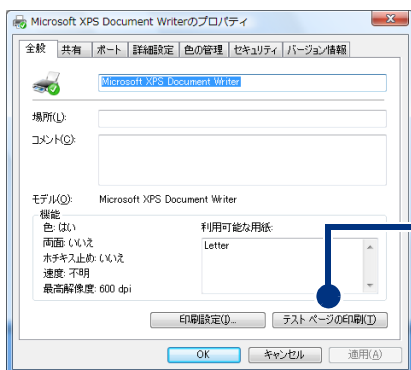 Microsoft XPS Document Writerのプロパティ
全般 共有 ポート 詳細設定 色の管理 セキュリティ バージョン情報
Microsoft XPS Document Writer
場所(L):
コメント(C):
モデル(O): Microsoft XPS Document Writer
機能
色: はい 利用可能な用紙:
両面: いいえ Letter
ホチキス止め: いいえ
速度: 不明
最高解像度: 600 dpi
印刷設定(I)... テスト ページの印刷(T)
OK キャンセル 適用(A)